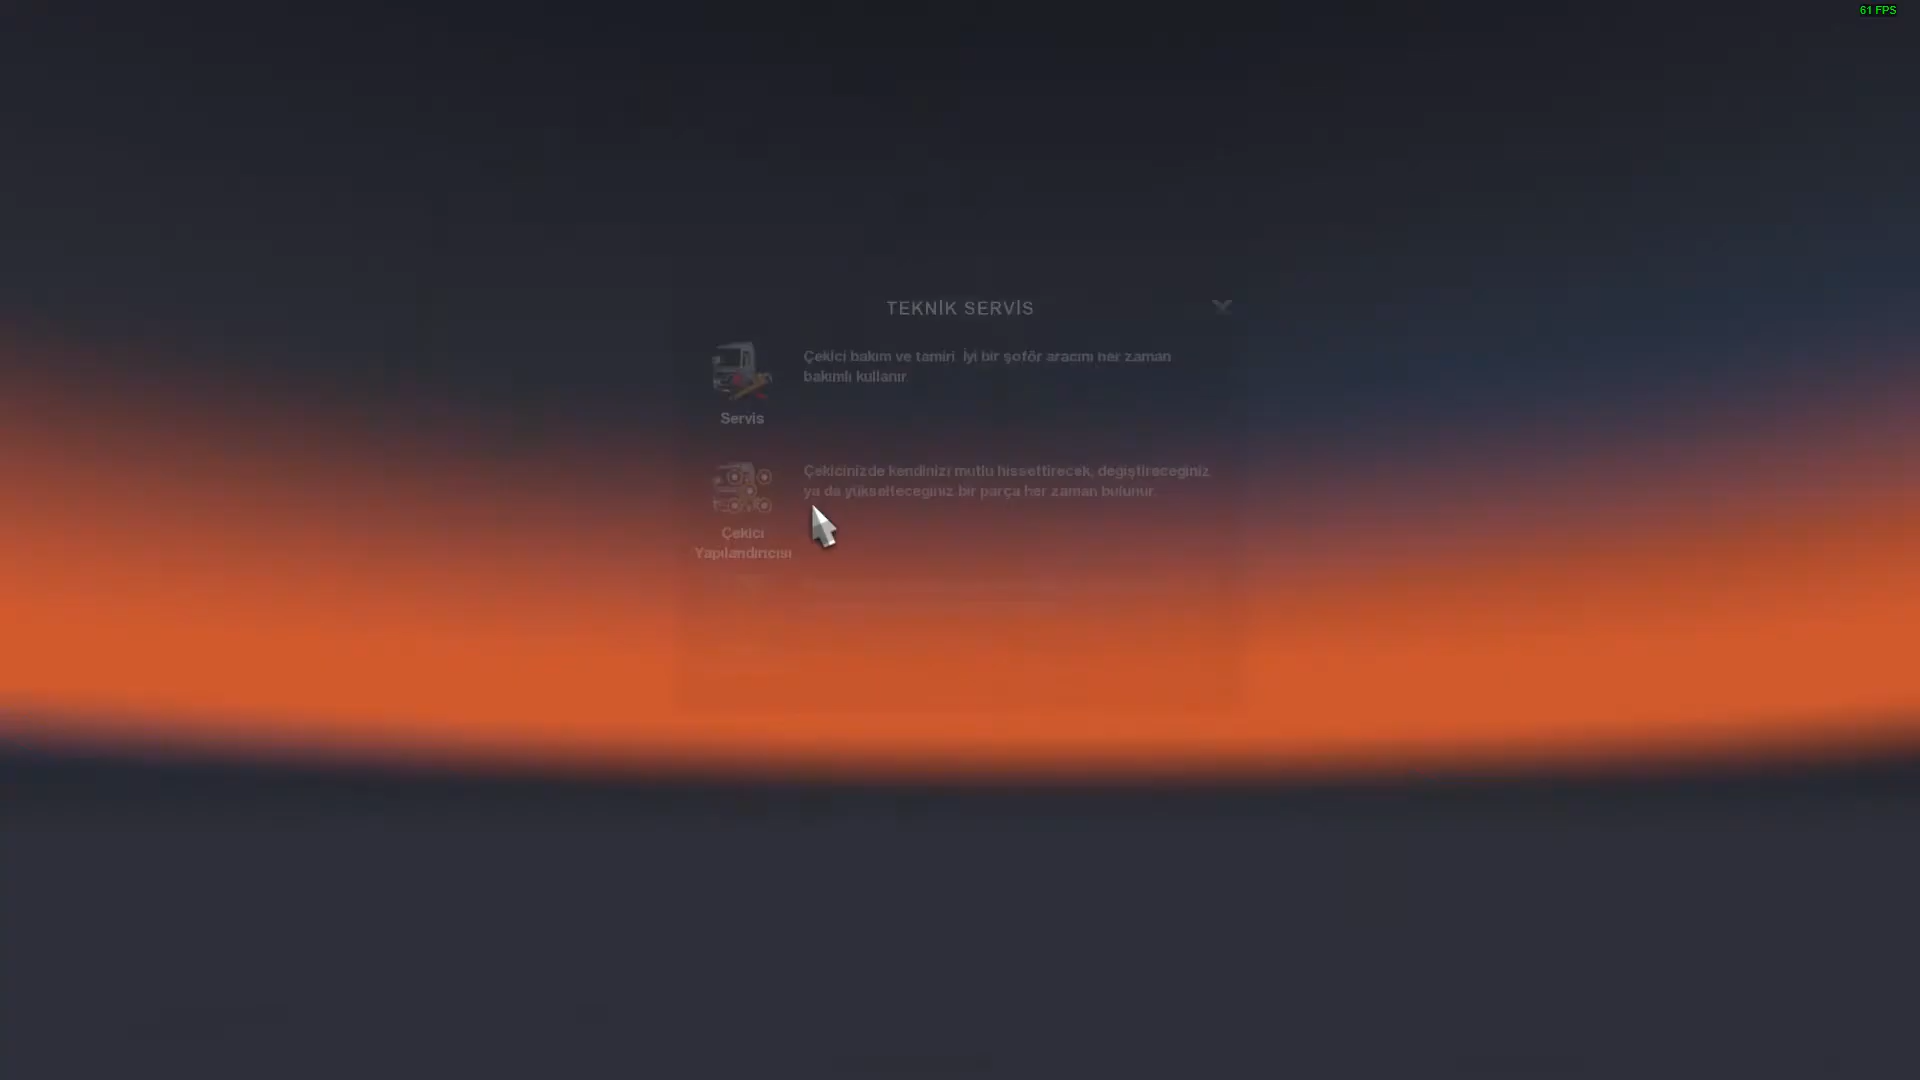 61 FPS
TEKNİK SERVİS
Çekici bakım ve tamiri. İyi bir şoför aracını her zaman
bakımlı kullanır.
Servis
Çekicinizde kendinizi mutlu hissettirecek, değiştireceğiniz
ya da yükselteceğiniz bir parça her zaman bulunur.
Çekici
Yapılandırıcısı